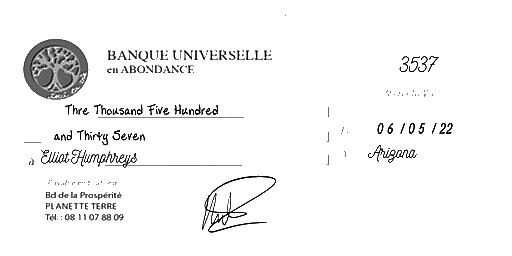 BANQUE UNIVERSELLE
en ABONDANCE
3537
Thre Thousand Five Hundred
and Thirty Seven
06/05/22
à Elliot Humphreys
Arizona
Bd de la Prospérité
PLANETTE TERRE
Tél. : 08 11 07 88 09